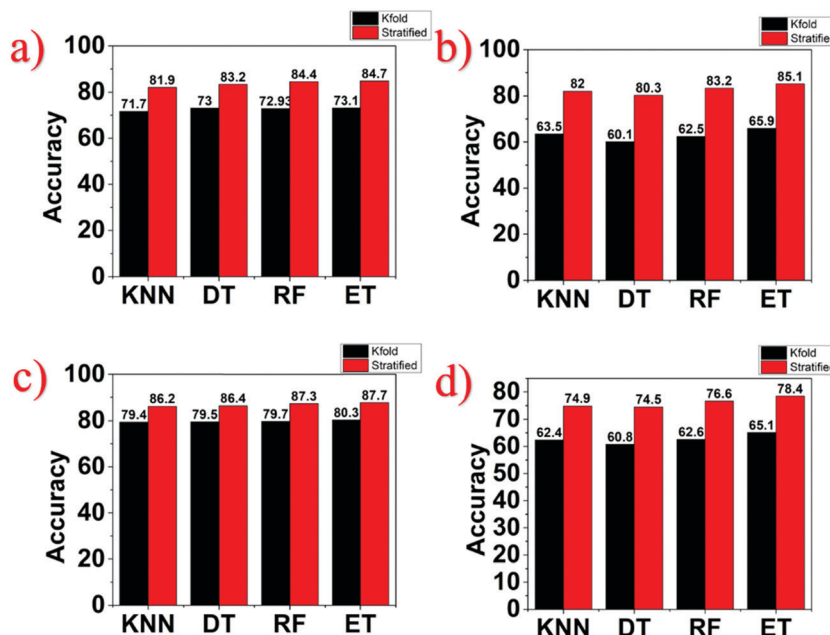 a)
Kfold
Stratified
Accuracy
100
80
60
40
20
0
71.7
81.9
73
83.2
72.93
84.4
73.1
84.7
KNN DT RF ET
b)
Kfold
Stratified
Accuracy
100
80
60
40
20
0
63.5
82
60.1
80.3
62.5
83.2
65.9
85.1
KNN DT RF ET
c)
Kfold
Stratified
Accuracy
100
80
60
40
20
0
79.4
86.2
79.5
86.4
79.7
87.3
80.3
87.7
KNN DT RF ET
d)
Kfold
Stratified
Accuracy
80
70
60
50
40
30
20
10
0
62.4
74.9
60.8
74.5
62.6
76.6
65.1
78.4
KNN DT RF ET